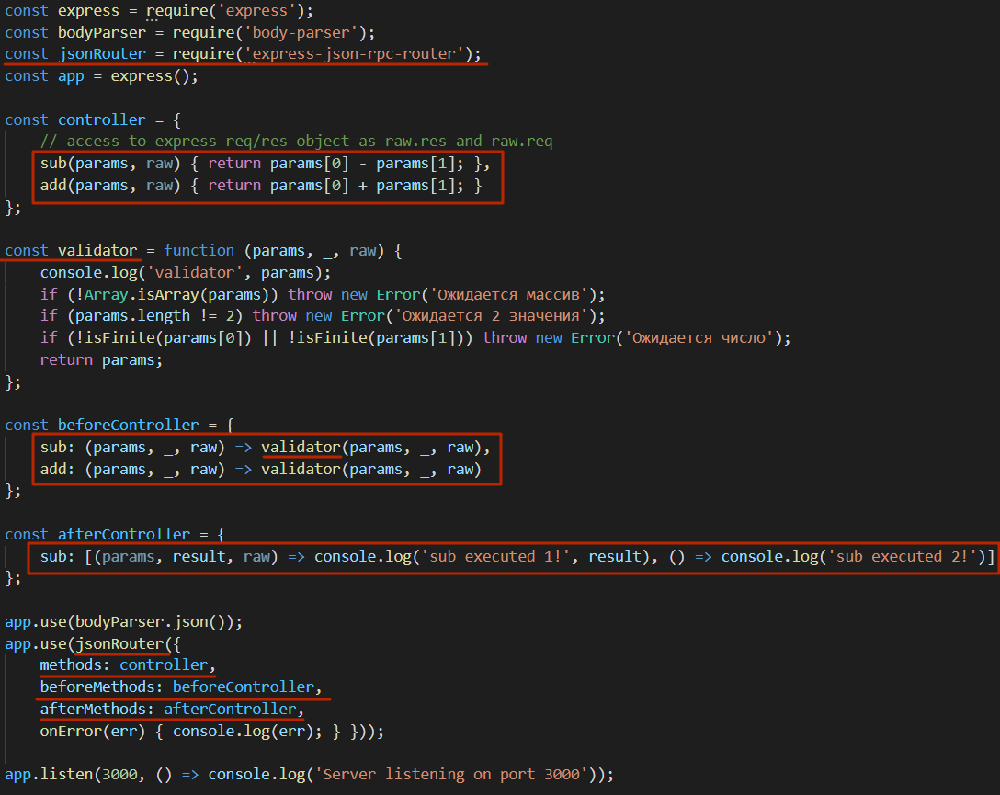 const express = require('express');
const bodyParser = require('body-parser');
const jsonRouter = require('express-json-rpc-router');
const app = express();
const controller = {
// access to express req/res object as raw.res and raw.req
sub(params, raw) { return params[0] - params[1]; },
add(params, raw) { return params[0] + params[1]; }
};
const validator = function (params, _, raw) {
console.log('validator', params);
if (!Array.isArray(params)) throw new Error('Ожидается массив');
if (params.length != 2) throw new Error('Ожидается 2 значения');
if (!isFinite(params[0]) || !isFinite(params[1])) throw new Error('Ожидается число');
return params;
};
const beforeController = {
sub: (params, _, raw) => validator(params, _, raw),
add: (params, _, raw) => validator(params, _, raw)
};
const afterController = {
sub: [(params, result, raw) => console.log('sub executed 1!', result), () => console.log('sub executed 2!')]
};
app.use(bodyParser.json());
app.use(jsonRouter({
methods: controller,
beforeMethods: beforeController,
afterMethods: afterController,
onError(err) { console.log(err); } }));
app.listen(3000, () => console.log('Server listening on port 3000'));